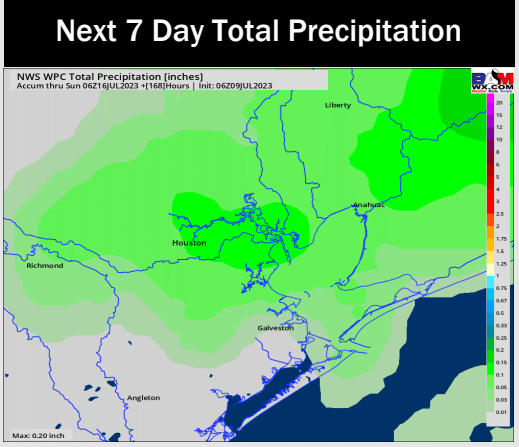 Next 7 Day Total Precipitation
NWS WPC Total Precipitation [inches]
Accum thru Sun 06Z16JUL2023 +[168]Hours | Init: 06Z09JUL2023
BAM
WX.COM
Liberty
Anahuac
Houston
Richmond
Galveston
Angleton
Max: 0.20 inch
20
15
12
10
8
6
5
4
3
2.5
2
1.75
1.5
1.25
1
0.75
0.67
0.5
0.33
0.25
0.2
0.15
0.1
0.05
0.03
0.01